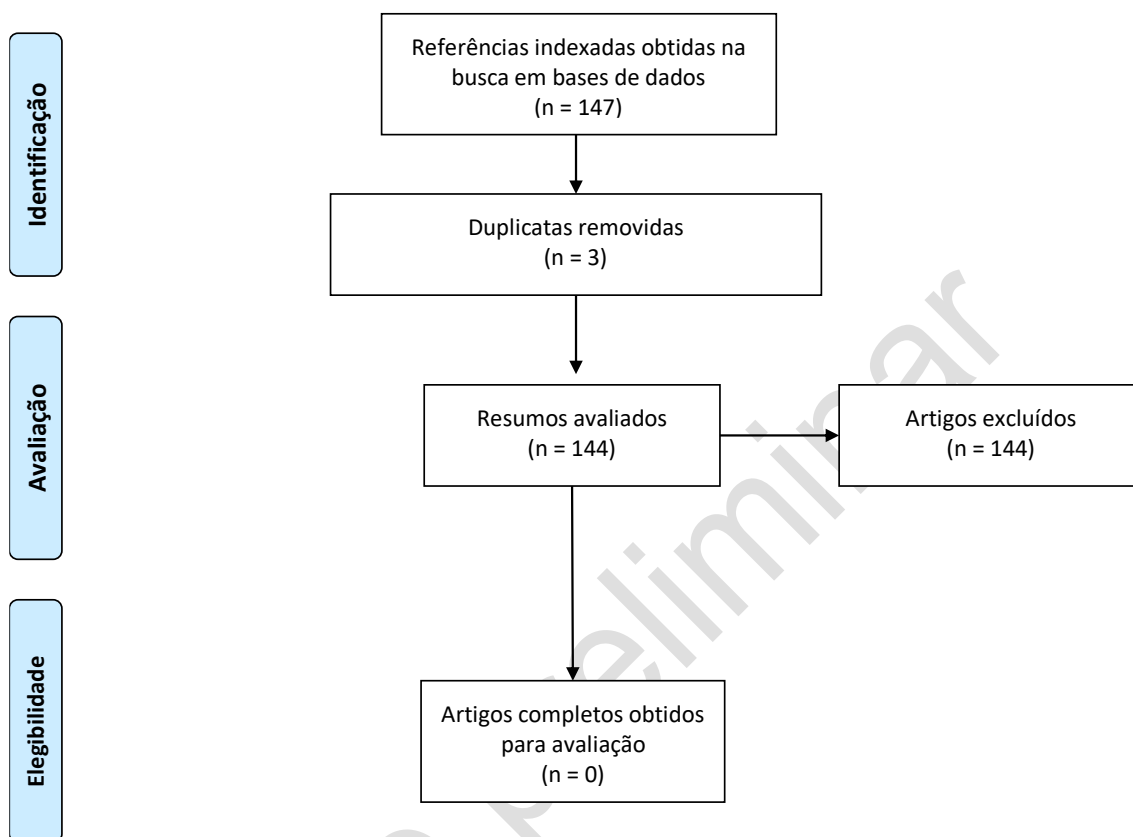 Identificação
Referências indexadas obtidas na
busca em bases de dados
(n = 147)
Duplicatas removidas
(n = 3)
Avaliação
Resumos avaliados
(n = 144)
Artigos excluídos
(n = 144)
Elegibilidade
Artigos completos obtidos
para avaliação
(n = 0)
preliminar